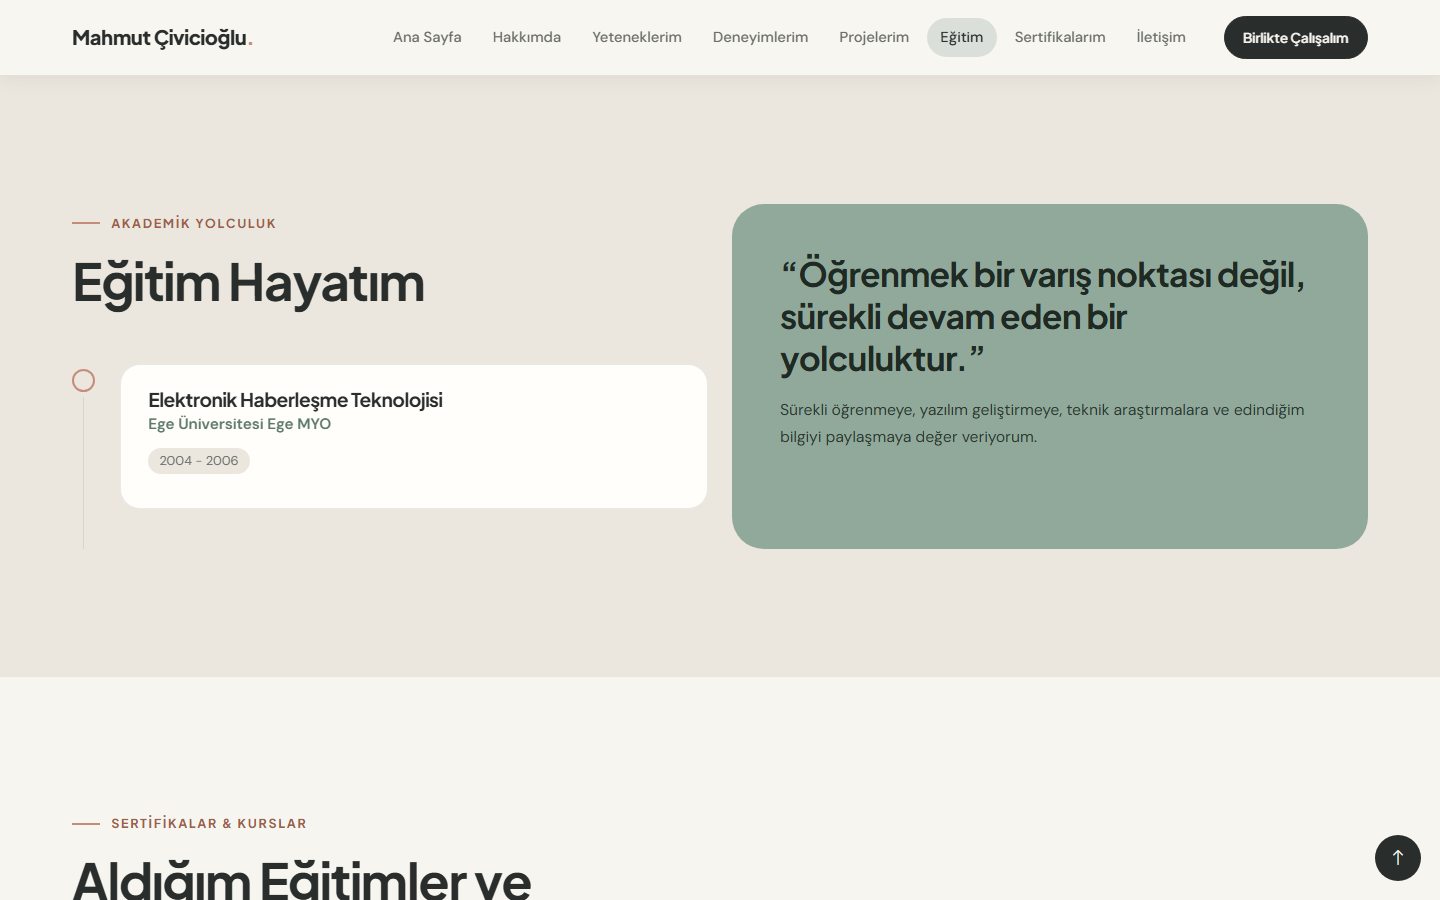 Mahmut Çivicioğlu.
Ana Sayfa
Hakkımda
Yeteneklerim
Deneyimlerim
Projelerim
Eğitim
Sertifikalarım
İletişim
Birlikte Çalışalım
AKADEMİK YOLCULUK
Eğitim Hayatım
Elektronik Haberleşme Teknolojisi
Ege Üniversitesi Ege MYO
2004 - 2006
“Öğrenmek bir varış noktası değil,
sürekli devam eden bir
yolculuktur.”
Sürekli öğrenmeye, yazılım geliştirmeye, teknik araştırmalara ve edindiğim
bilgiyi paylaşmaya değer veriyorum.
SERTİFİKALAR & KURSLAR
Aldığım Eğitimler ve